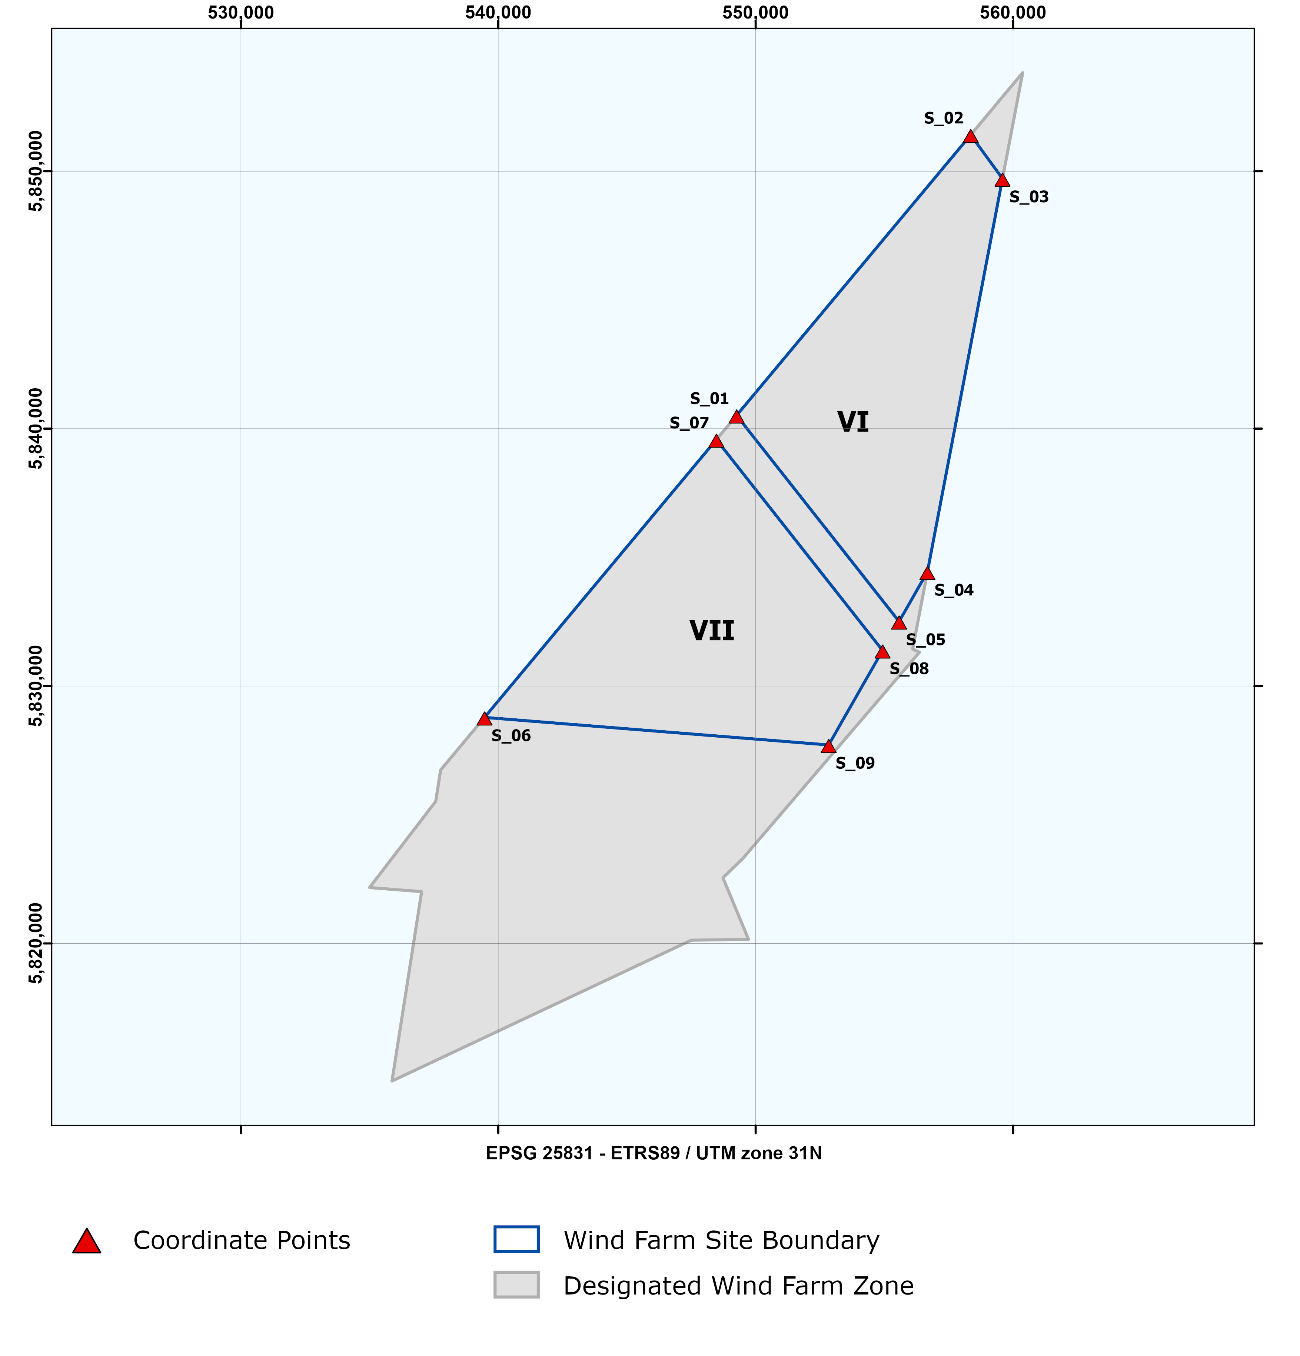 530,000
540,000
550,000
560,000
5,850,000
5,840,000
5,830,000
5,820,000
S_02
S_03
S_01
S_07
VI
S_04
VII
S_05
S_08
S_06
S_09
EPSG 25831 - ETRS89 / UTM zone 31N
Coordinate Points
Wind Farm Site Boundary
Designated Wind Farm Zone